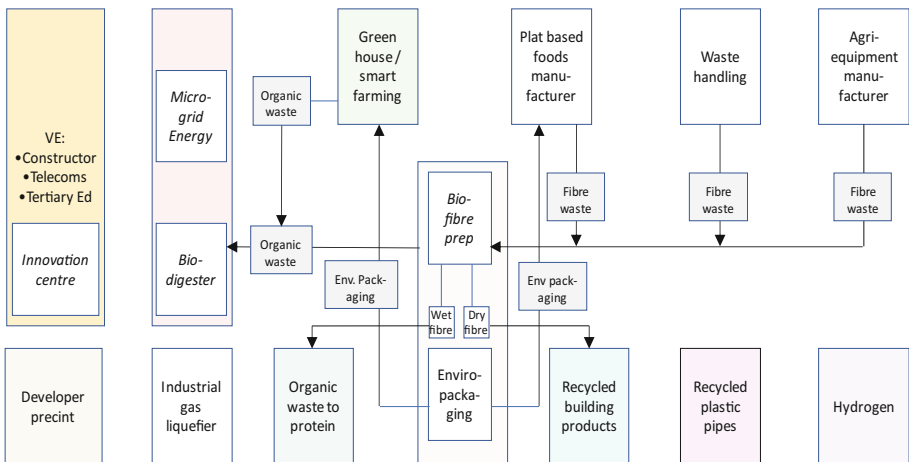 Green
house /
smart
farming
Plat based
foods
manu-
facturer
Waste
handling
Agri-
equipment
manu-
facturer
Micro-
grid
Energy
Organic
waste
VE:
•Constructor
•Telecoms
•Tertiary Ed
Bio-
fibre
prep
Fibre
waste
Fibre
waste
Fibre
waste
Innovation
centre
Bio-
digester
Organic
waste
Env. Pack-
aging
Env pack-
aging
Wet
fibre
Dry
fibre
Developer
precint
Industrial
gas
liquefier
Organic
waste to
protein
Enviro-
packa-
ging
Recycled
building
products
Recycled
plastic
pipes
Hydrogen